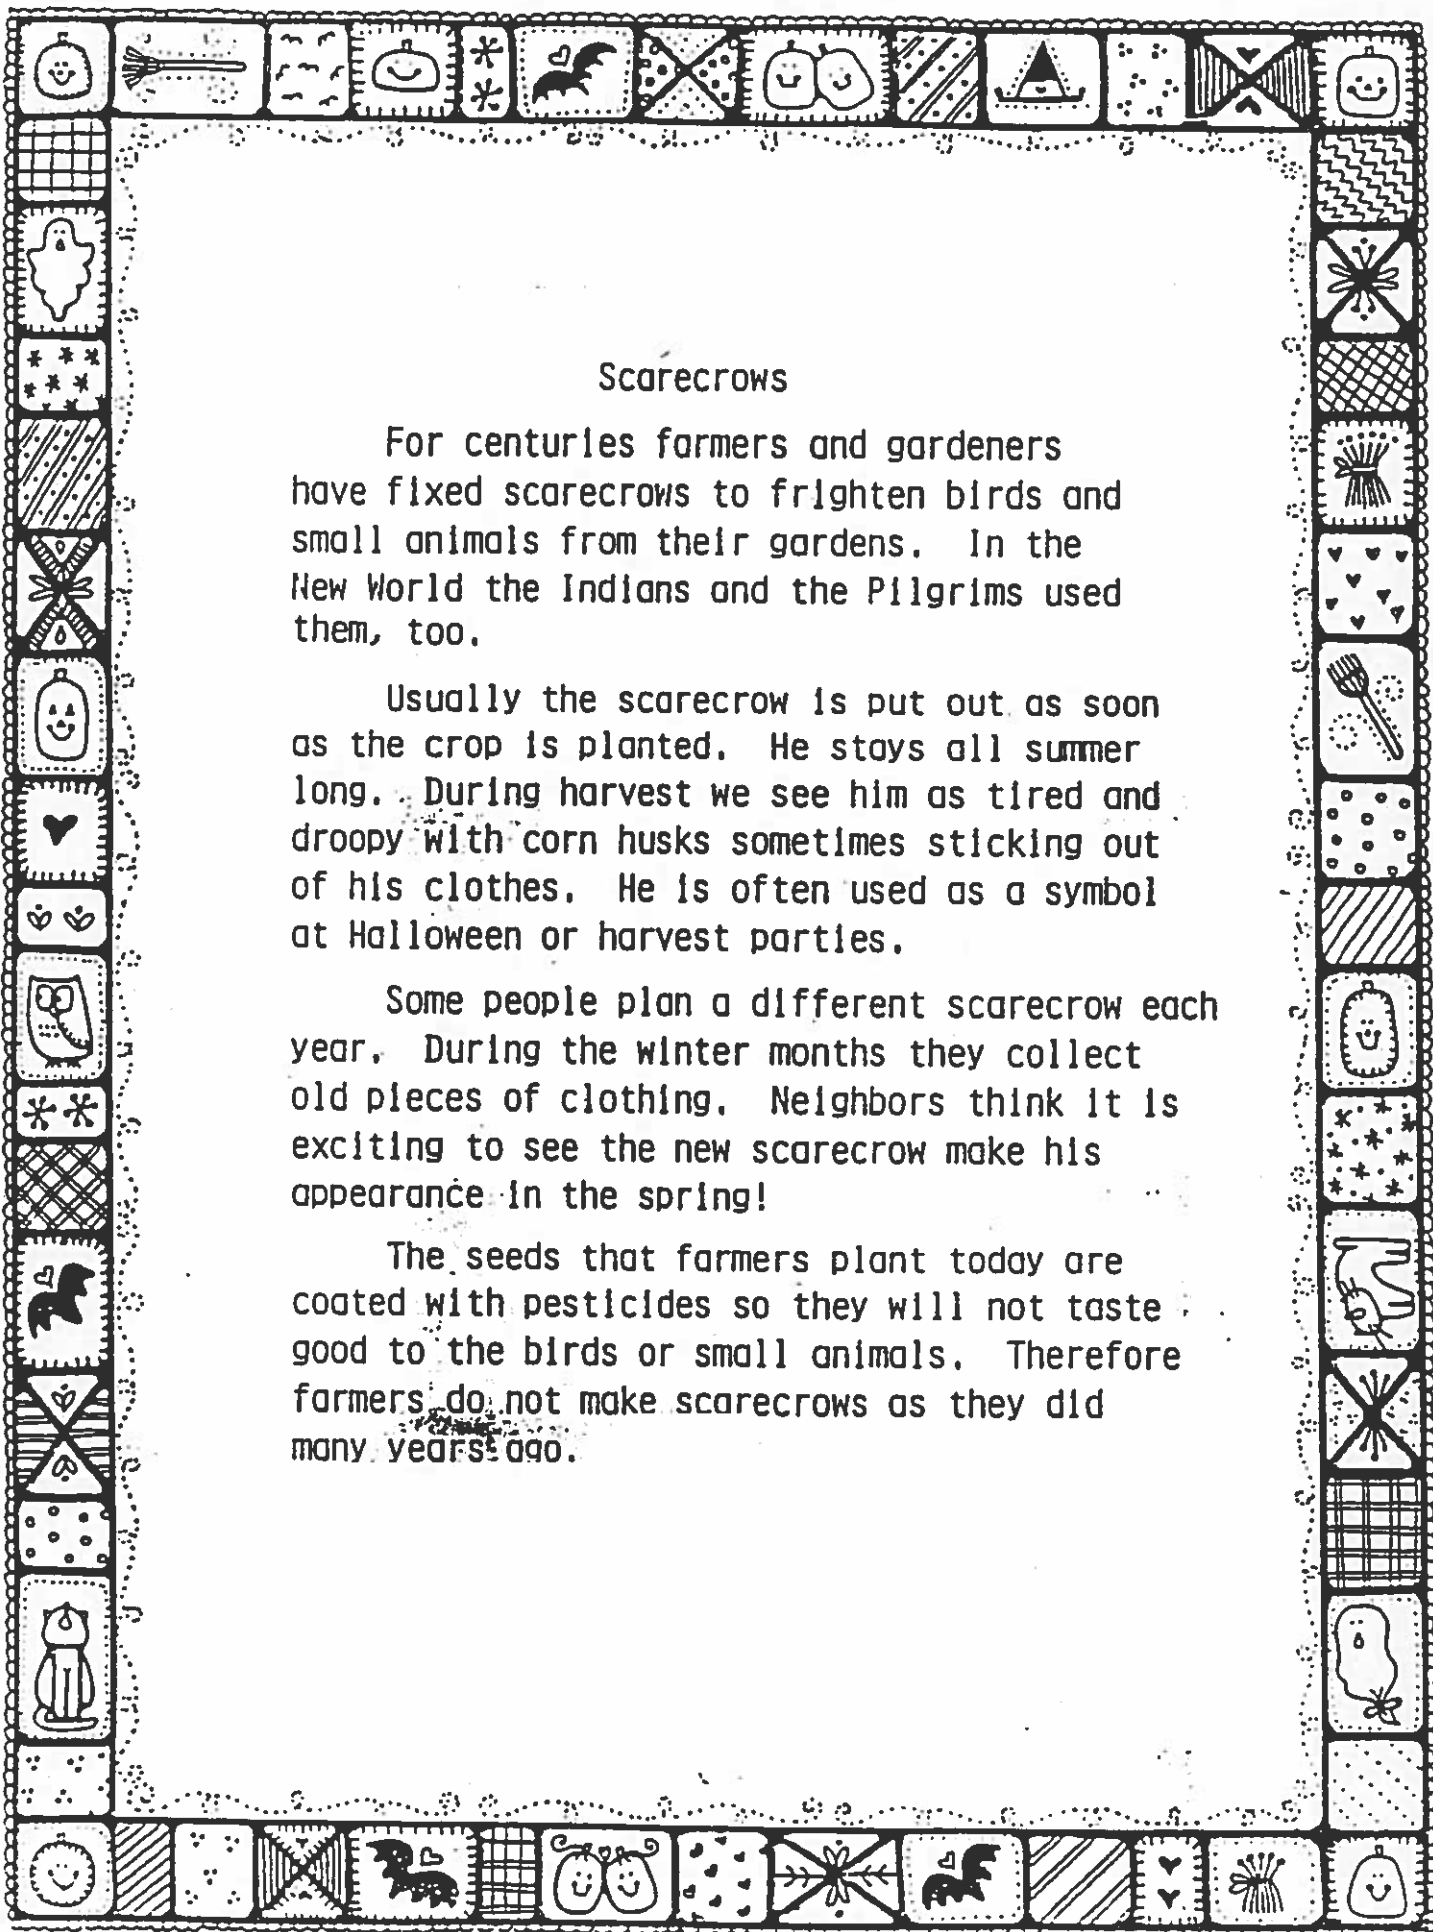 Scarecrows
For centuries farmers and gardeners
have fixed scarecrows to frighten birds and
small animals from their gardens. In the
New World the Indians and the Pilgrims used
them, too.
Usually the scarecrow is put out as soon
as the crop is planted. He stays all summer
long. During harvest we see him as tired and
droopy with corn husks sometimes sticking out
of his clothes. He is often used as a symbol
at Halloween or harvest parties.
Some people plan a different scarecrow each
year. During the winter months they collect
old pieces of clothing. Neighbors think it is
exciting to see the new scarecrow make his
appearance in the spring!
The seeds that farmers plant today are
coated with pesticides so they will not taste
good to the birds or small animals. Therefore
farmers do not make scarecrows as they did
many years ago.